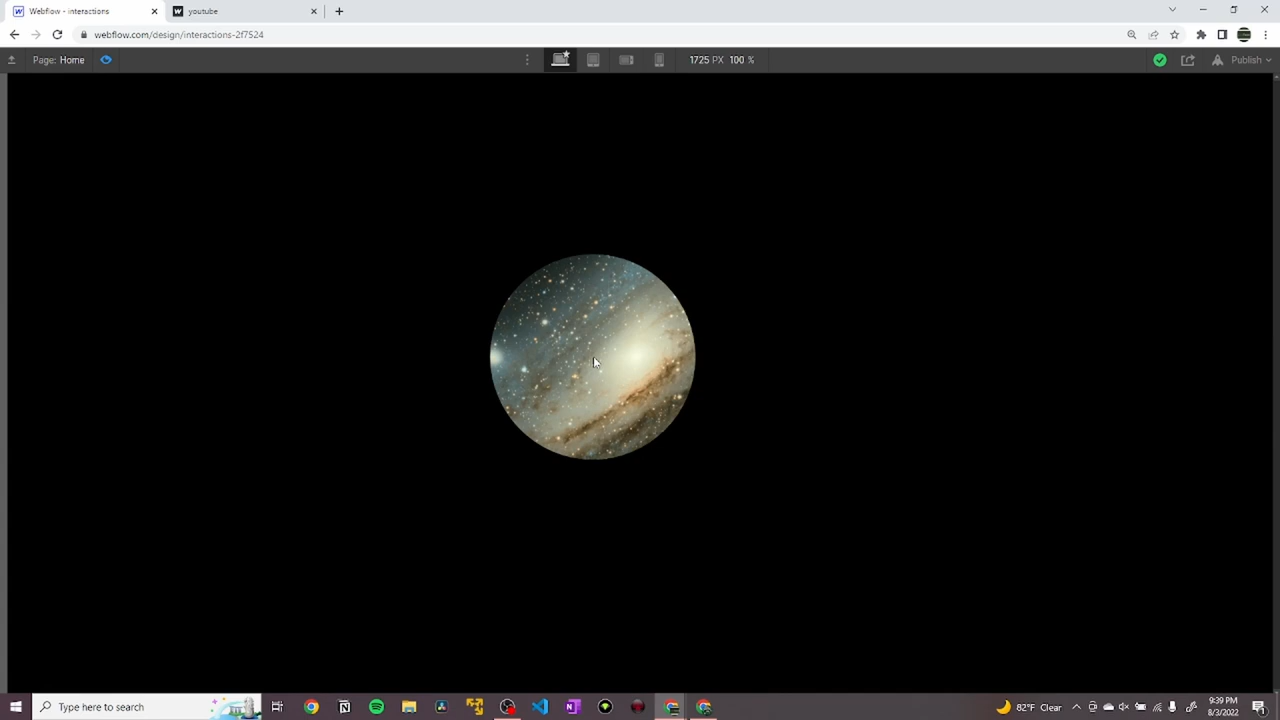 Webflow - interactions
youtube
webflow.com/design/interactions-2f7524
Page: Home
1725 PX 100 %
Publish
Type here to search
82°F Clear
9:39 PM
8/3/2022